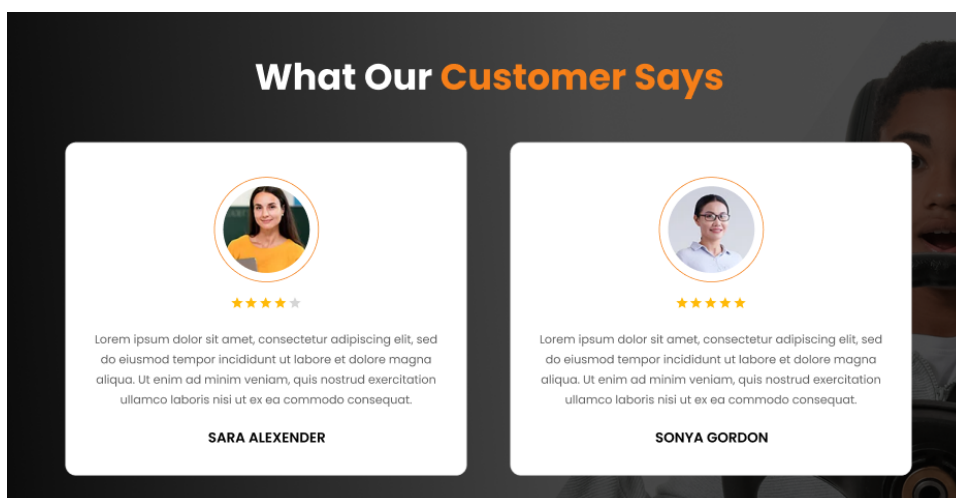 What Our Customer Says
Lorem ipsum dolor sit amet, consectetur adipiscing elit, sed
do eiusmod tempor incididunt ut labore et dolore magna
aliqua. Ut enim ad minim veniam, quis nostrud exercitation
ullamco laboris nisi ut ex ea commodo consequat.
SARA ALEXENDER
Lorem ipsum dolor sit amet, consectetur adipiscing elit, sed
do eiusmod tempor incididunt ut labore et dolore magna
aliqua. Ut enim ad minim veniam, quis nostrud exercitation
ullamco laboris nisi ut ex ea commodo consequat.
SONYA GORDON